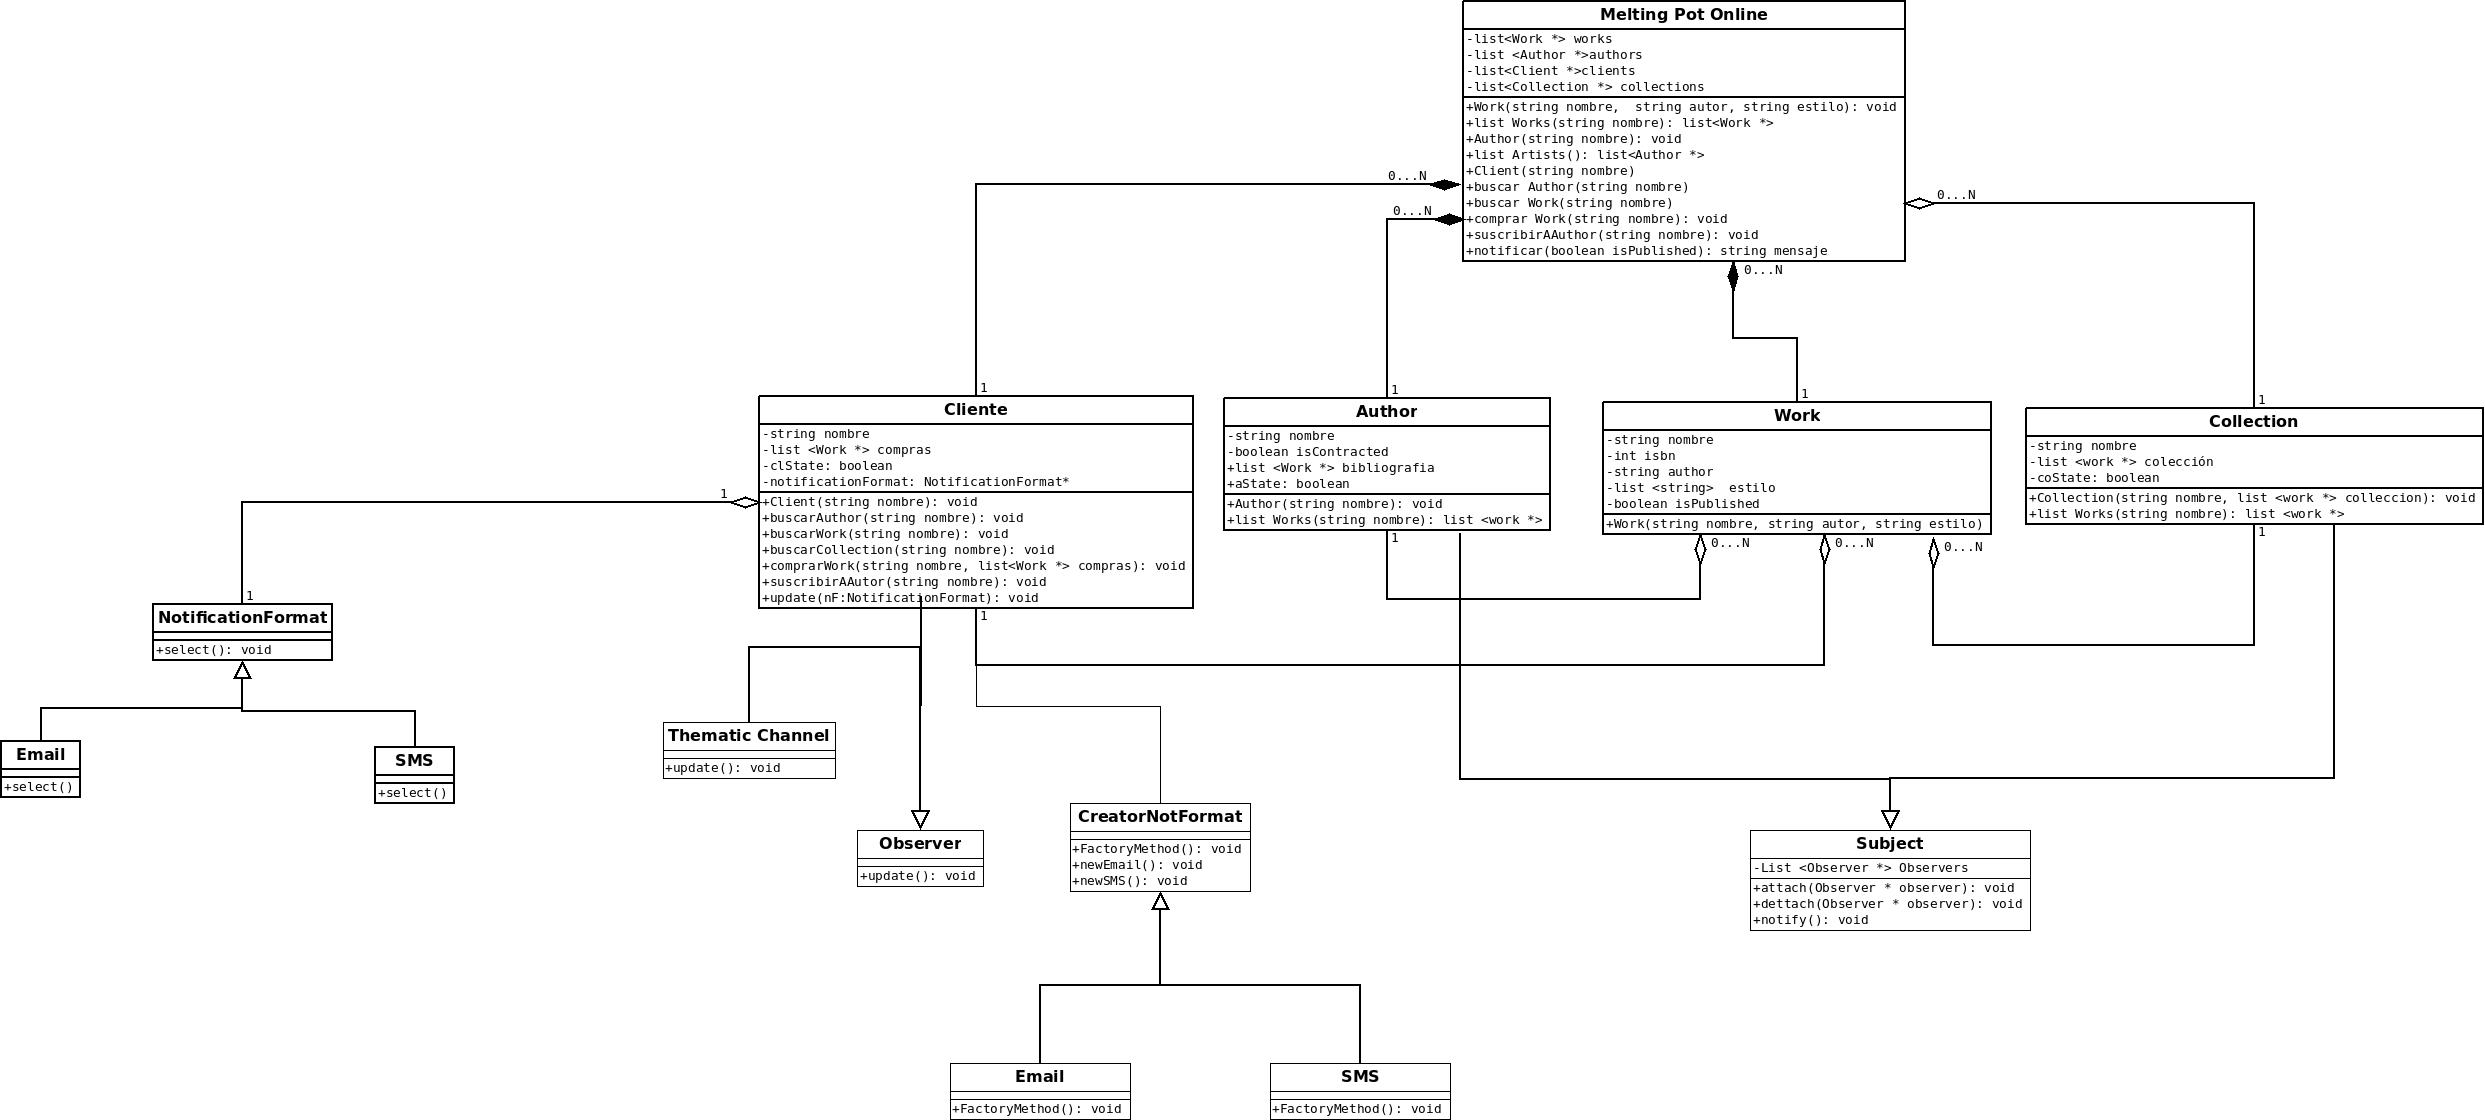 Melting Pot Online
-list<Work *> works
-list <Author *>authors
-list<Client *>clients
-list<Collection *> collections
+Work(string nombre,  string autor, string estilo): void
+list Works(string nombre): list<Work *>
+Author(string nombre): void
+list Artists(): list<Author *>
+Client(string nombre)
+buscar Author(string nombre)
+buscar Work(string nombre)
+comprar Work(string nombre): void
+suscribirAAuthor(string nombre): void
+notificar(boolean isPublished): string mensaje
0...N
0...N
0...N
0...N
1
1
1
1
Cliente
-string nombre
-list <Work *> compras
-clState: boolean
-notificationFormat: NotificationFormat*
+Client(string nombre): void
+buscarAuthor(string nombre): void
+buscarWork(string nombre): void
+buscarCollection(string nombre): void
+comprarWork(string nombre, list<Work *> compras): void
+suscribirAAutor(string nombre): void
+update(nF:NotificationFormat): void
Author
-string nombre
-boolean isContracted
+list <Work *> bibliografia
+aState: boolean
+Author(string nombre): void
+list Works(string nombre): list <work *>
Work
-string nombre
-int isbn
-string author
-list <string>  estilo
-boolean isPublished
+Work(string nombre, string autor, string estilo)
Collection
-string nombre
-list <work *> colección
-coState: boolean
+Collection(string nombre, list <work *> colleccion): void
+list Works(string nombre): list <work *>
1
1
1
0...N
0...N
0...N
1
1
NotificationFormat
+select(): void
Email
+select()
SMS
+select()
Thematic Channel
+update(): void
Observer
+update(): void
CreatorNotFormat
+FactoryMethod(): void
+newEmail(): void
+newSMS(): void
Subject
-List <Observer *> Observers
+attach(Observer * observer): void
+dettach(Observer * observer): void
+notify(): void
Email
+FactoryMethod(): void
SMS
+FactoryMethod(): void